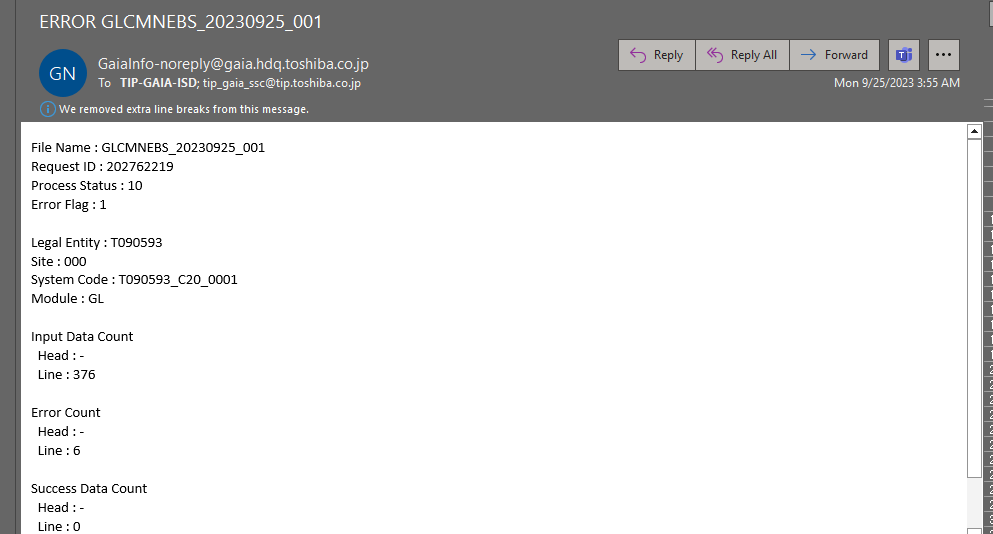 ERROR GLCMNEBS_20230925_001
GN
GaiaInfo-noreply@gaia.hdq.toshiba.co.jp
To TIP-GAIA-ISD; tip_gaia_ssc@tip.toshiba.co.jp
Reply
Reply All
Forward
Mon 9/25/2023 3:55 AM
We removed extra line breaks from this message.
File Name : GLCMNEBS_20230925_001
Request ID : 202762219
Process Status : 10
Error Flag : 1
Legal Entity : T090593
Site : 000
System Code : T090593_C20_0001
Module : GL
Input Data Count
Head : -
Line : 376
Error Count
Head : -
Line : 6
Success Data Count
Head : -
Line : 0